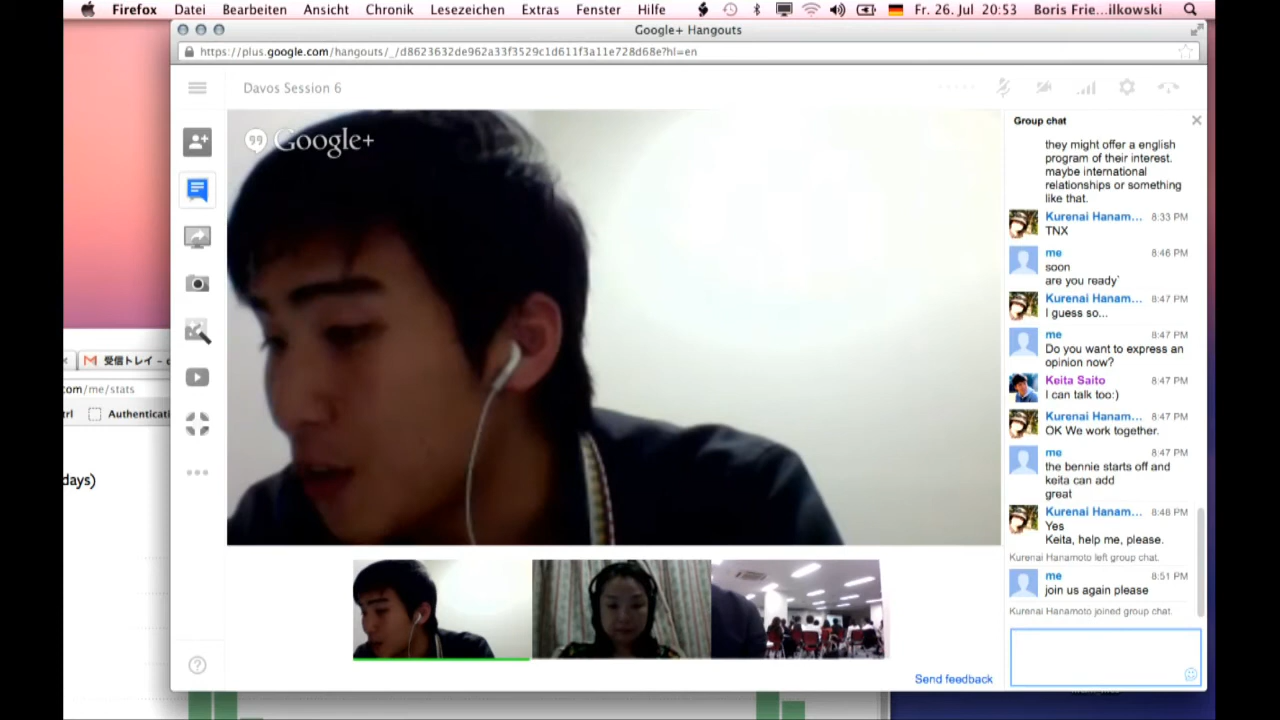 Firefox Datei Bearbeiten Ansicht Chronik Lesezeichen Extras Fenster Hilfe Fr. 26. Jul 20:53 Boris Frie...ilkowski
Google+ Hangouts
https://plus.google.com/hangouts/_/d8623632de962a33f3529c1d611f3a11e728d68e?hl=en
Davos Session 6
Google+
Group chat
they might offer a english
program of their interest.
maybe international
relationships or something
like that.
Kurenai Hanam... 8:33 PM
TNX
me 8:46 PM
soon
are you ready`
Kurenai Hanam... 8:47 PM
I guess so...
me 8:47 PM
Do you want to express an
opinion now?
Keita Saito 8:47 PM
I can talk too:)
Kurenai Hanam... 8:47 PM
OK We work together.
me 8:47 PM
the bennie starts off and
keita can add
great
Kurenai Hanam... 8:48 PM
Yes
Keita, help me, please.
Kurenai Hanamoto left group chat.
me 8:51 PM
join us again please
Kurenai Hanamoto joined group chat.
Send feedback
受信トレイ – c
com/me/stats
trl Authenticati
days)